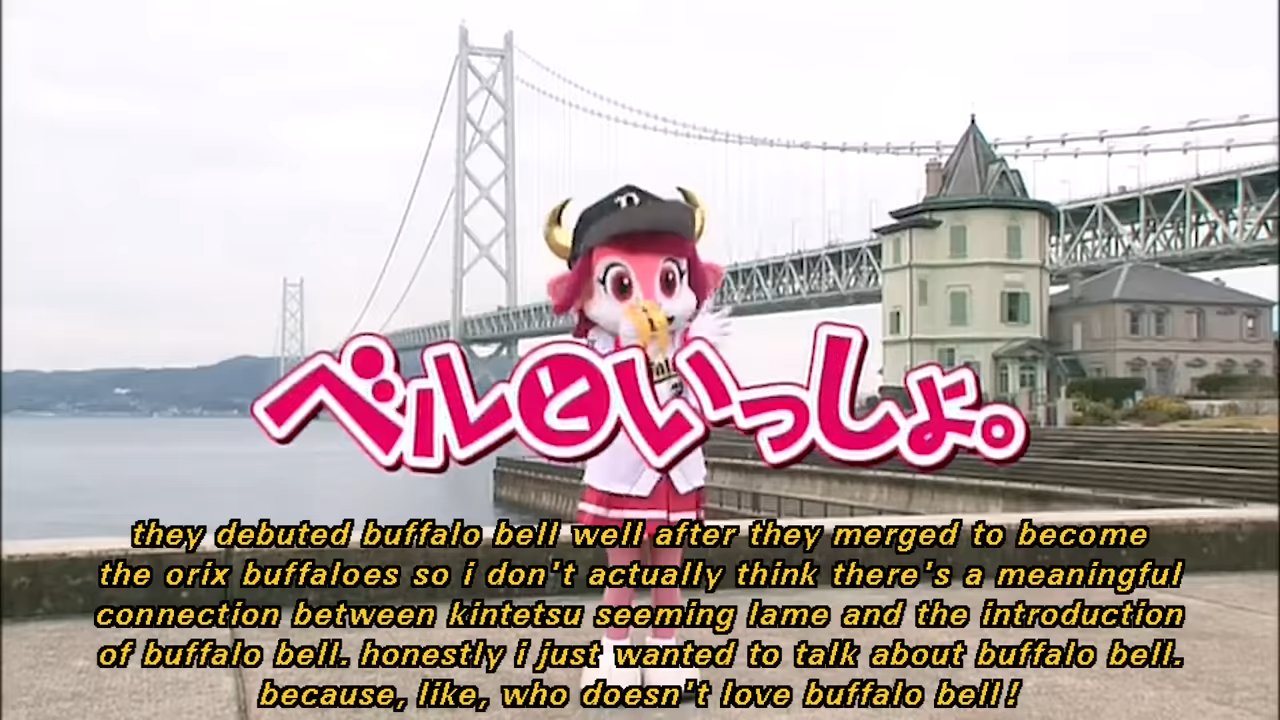 ベルといっしょ。
they debuted buffalo bell well after they merged to become
the orix buffaloes so i don't actually think there's a meaningful
connection between kintetsu seeming lame and the introduction
of buffalo bell. honestly i just wanted to talk about buffalo bell.
because, like, who doesn't love buffalo bell!